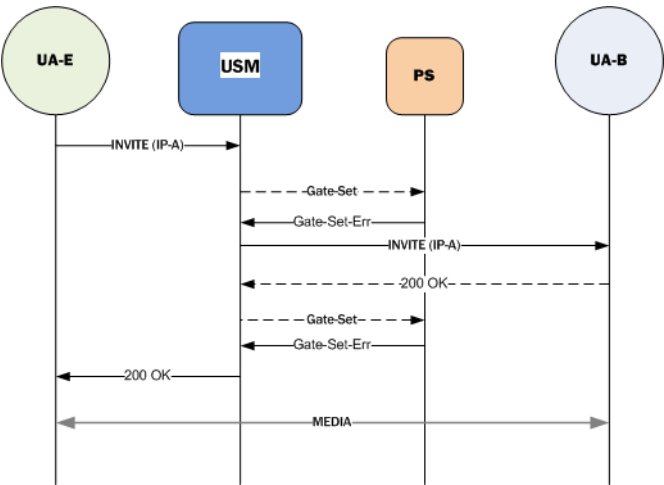 UA-E
USM
PS
UA-B
INVITE (IP-A)
Gate-Set
Gate-Set-Err
INVITE (IP-A)
200 OK
Gate-Set
Gate-Set-Err
200 OK
MEDIA